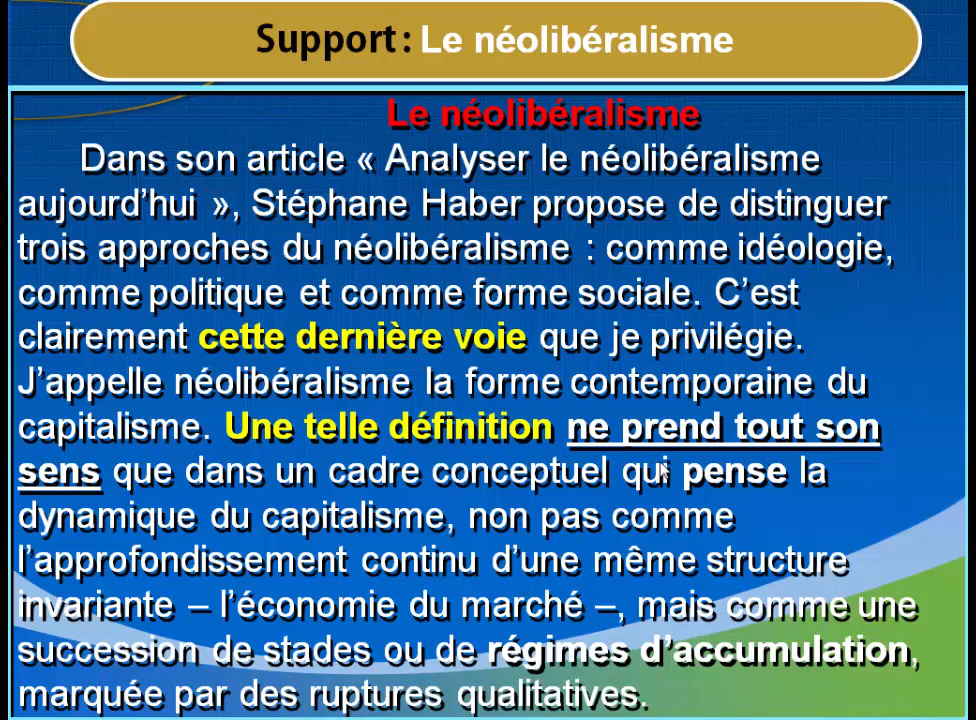 Support : Le néolibéralisme
Le néolibéralisme
Dans son article « Analyser le néolibéralisme
aujourd’hui », Stéphane Haber propose de distinguer
trois approches du néolibéralisme : comme idéologie,
comme politique et comme forme sociale. C’est
clairement cette dernière voie que je privilégie.
J’appelle néolibéralisme la forme contemporaine du
capitalisme. Une telle définition ne prend tout son
sens que dans un cadre conceptuel qui pense la
dynamique du capitalisme, non pas comme
l’approfondissement continu d’une même structure
invariante – l’économie du marché –, mais comme une
succession de stades ou de régimes d’accumulation,
marquée par des ruptures qualitatives.